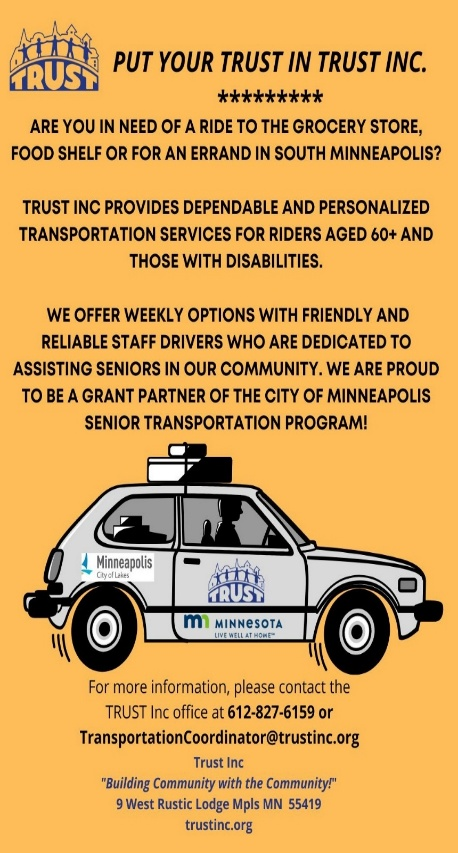 TRUST
PUT YOUR TRUST IN TRUST INC.
*********
ARE YOU IN NEED OF A RIDE TO THE GROCERY STORE,
FOOD SHELF OR FOR AN ERRAND IN SOUTH MINNEAPOLIS?
TRUST INC PROVIDES DEPENDABLE AND PERSONALIZED
TRANSPORTATION SERVICES FOR RIDERS AGED 60+ AND
THOSE WITH DISABILITIES.
WE OFFER WEEKLY OPTIONS WITH FRIENDLY AND
RELIABLE STAFF DRIVERS WHO ARE DEDICATED TO
ASSISTING SENIORS IN OUR COMMUNITY. WE ARE PROUD
TO BE A GRANT PARTNER OF THE CITY OF MINNEAPOLIS
SENIOR TRANSPORTATION PROGRAM!
Minneapolis
City of Lakes
TRUST
mn MINNESOTA
LIVE WELL AT HOME™
For more information, please contact the
TRUST Inc office at 612-827-6159 or
TransportationCoordinator@trustinc.org
Trust Inc
"Building Community with the Community!"
9 West Rustic Lodge Mpls MN 55419
trustinc.org